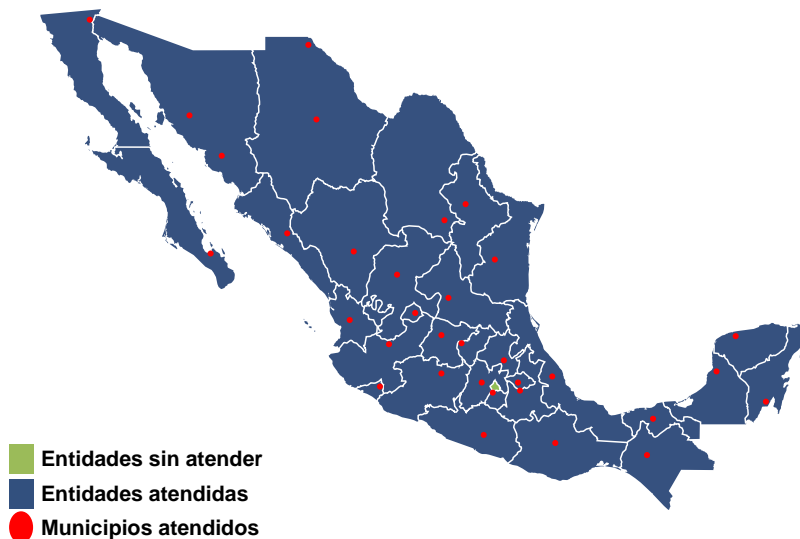 Entidades sin atender
Entidades atendidas
Municipios atendidos